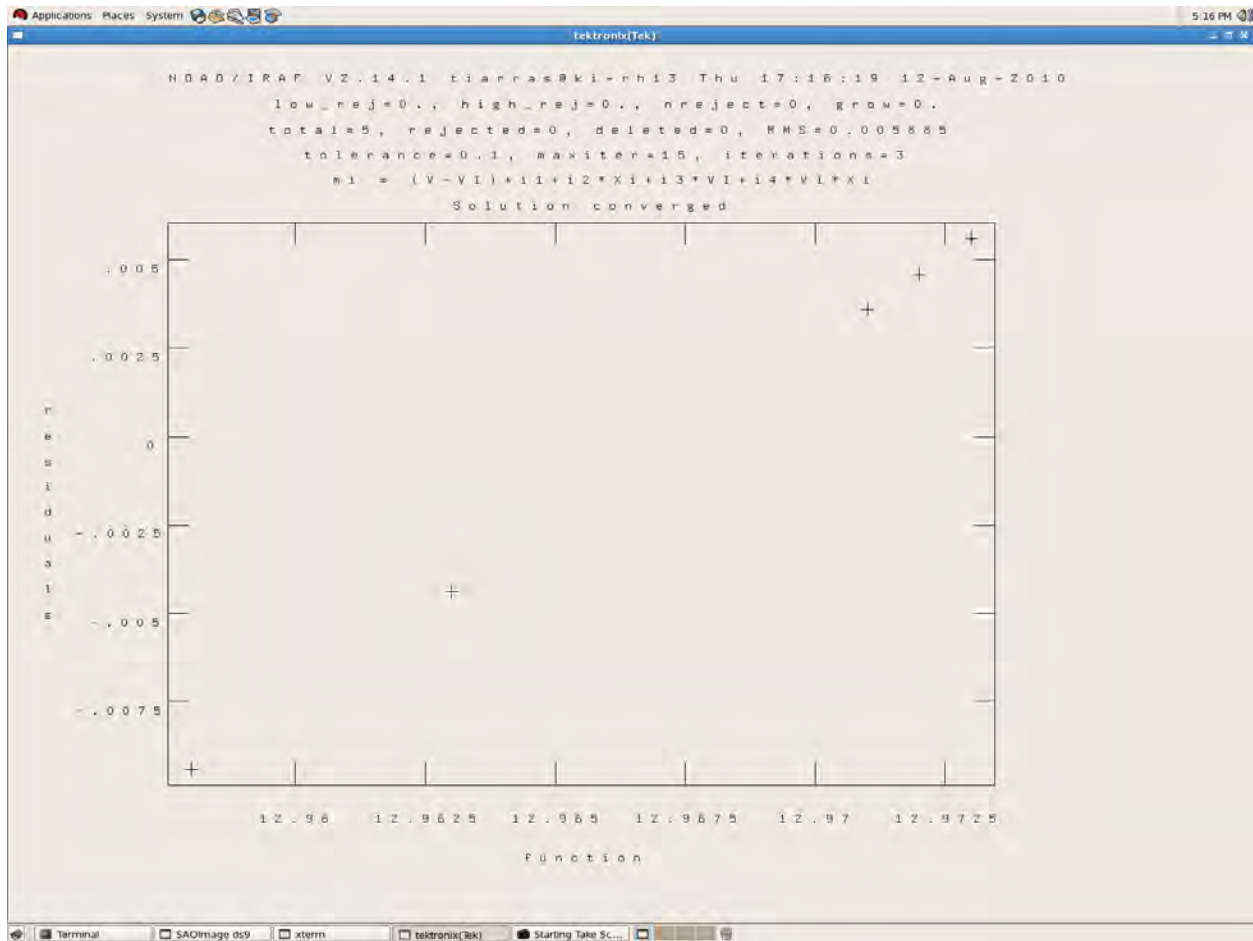 Applications Places System 5:16 PM
tektronix(Tek)
NOAO/IRAF V2.14.1 tiarras@ki-rh13 Thu 17:16:19 12-Aug-2010
low_rej=0., high_rej=0., nreject=0, grow=0.
total=5, rejected=0, deleted=0, RMS=0.005885
tolerance=0.1, maxiter=15, iterations=3
mi = (V-VI)+i1+i2*Xi+i3*VI+i4*VI*Xi
Solution converged
.005
.0025
0
-.0025
-.005
-.0075
residuals
12.96 12.9625 12.965 12.9675 12.97 12.9725
function
Terminal SAOImage ds9 xterm tektronix(Tek) Starting Take Sc...